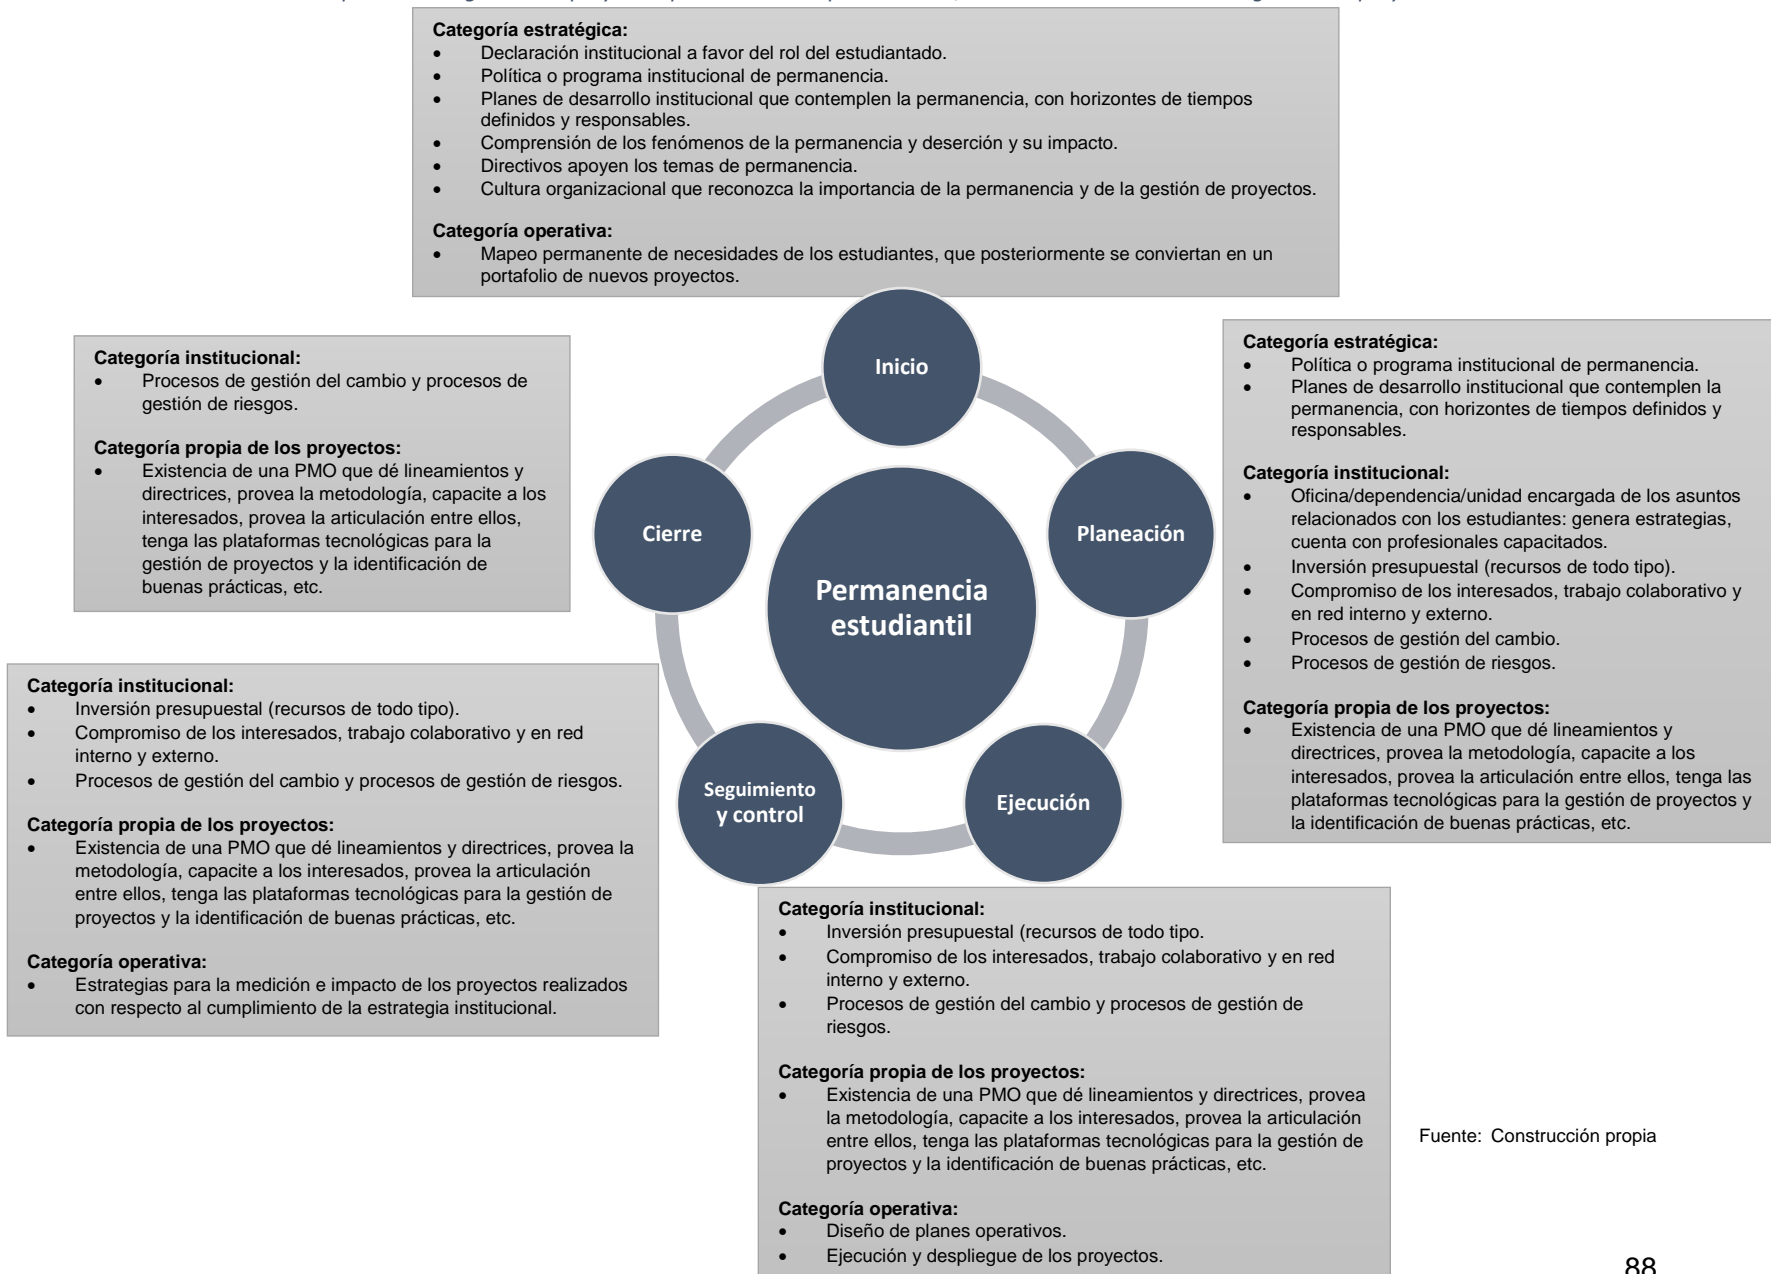 Categoría estratégica:
• Declaración institucional a favor del rol del estudiantado.
• Política o programa institucional de permanencia.
• Planes de desarrollo institucional que contemplen la permanencia, con horizontes de tiempos
definidos y responsables.
• Comprensión de los fenómenos de la permanencia y deserción y su impacto.
• Directivos apoyen los temas de permanencia.
• Cultura organizacional que reconozca la importancia de la permanencia y de la gestión de proyectos.
Categoría operativa:
• Mapeo permanente de necesidades de los estudiantes, que posteriormente se conviertan en un
portafolio de nuevos proyectos.
Inicio
Planeación
Ejecución
Seguimiento
y control
Cierre
Permanencia
estudiantil
Categoría estratégica:
• Política o programa institucional de permanencia.
• Planes de desarrollo institucional que contemplen la
permanencia, con horizontes de tiempos definidos y
responsables.
Categoría institucional:
• Oficina/dependencia/unidad encargada de los asuntos
relacionados con los estudiantes: genera estrategias,
cuenta con profesionales capacitados.
• Inversión presupuestal (recursos de todo tipo).
• Compromiso de los interesados, trabajo colaborativo y
en red interno y externo.
• Procesos de gestión del cambio.
• Procesos de gestión de riesgos.
Categoría propia de los proyectos:
• Existencia de una PMO que dé lineamientos y
directrices, provea la metodología, capacite a los
interesados, provea la articulación entre ellos, tenga las
plataformas tecnológicas para la gestión de proyectos y
la identificación de buenas prácticas, etc.
Categoría institucional:
• Inversión presupuestal (recursos de todo tipo.
• Compromiso de los interesados, trabajo colaborativo y en red
interno y externo.
• Procesos de gestión del cambio y procesos de gestión de
riesgos.
Categoría propia de los proyectos:
• Existencia de una PMO que dé lineamientos y directrices, provea
la metodología, capacite a los interesados, provea la articulación
entre ellos, tenga las plataformas tecnológicas para la gestión de
proyectos y la identificación de buenas prácticas, etc.
Categoría operativa:
• Diseño de planes operativos.
• Ejecución y despliegue de los proyectos.
Categoría institucional:
• Inversión presupuestal (recursos de todo tipo).
• Compromiso de los interesados, trabajo colaborativo y en red
interno y externo.
• Procesos de gestión del cambio y procesos de gestión de riesgos.
Categoría propia de los proyectos:
• Existencia de una PMO que dé lineamientos y directrices, provea la
metodología, capacite a los interesados, provea la articulación
entre ellos, tenga las plataformas tecnológicas para la gestión de
proyectos y la identificación de buenas prácticas, etc.
Categoría operativa:
• Estrategias para la medición e impacto de los proyectos realizados
con respecto al cumplimiento de la estrategia institucional.
Categoría institucional:
• Procesos de gestión del cambio y procesos de
gestión de riesgos.
Categoría propia de los proyectos:
• Existencia de una PMO que dé lineamientos y
directrices, provea la metodología, capacite a los
interesados, provea la articulación entre ellos,
tenga las plataformas tecnológicas para la
gestión de proyectos y la identificación de
buenas prácticas, etc.
Fuente: Construcción propia
88